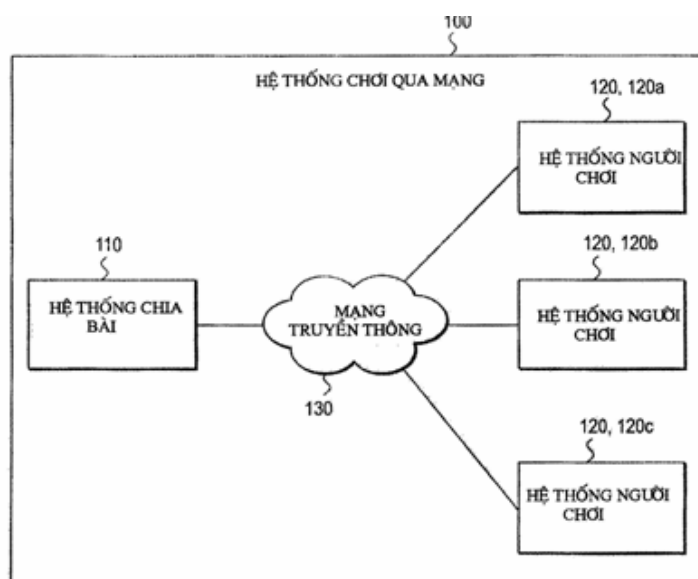 100
HỆ THỐNG CHƠI QUA MẠNG
120, 120a
HỆ THỐNG NGƯỜI
CHƠI
110
HỆ THỐNG CHIA
BÀI
MẠNG
TRUYỀN THÔNG
130
120, 120b
HỆ THỐNG NGƯỜI
CHƠI
120, 120c
HỆ THỐNG NGƯỜI
CHƠI